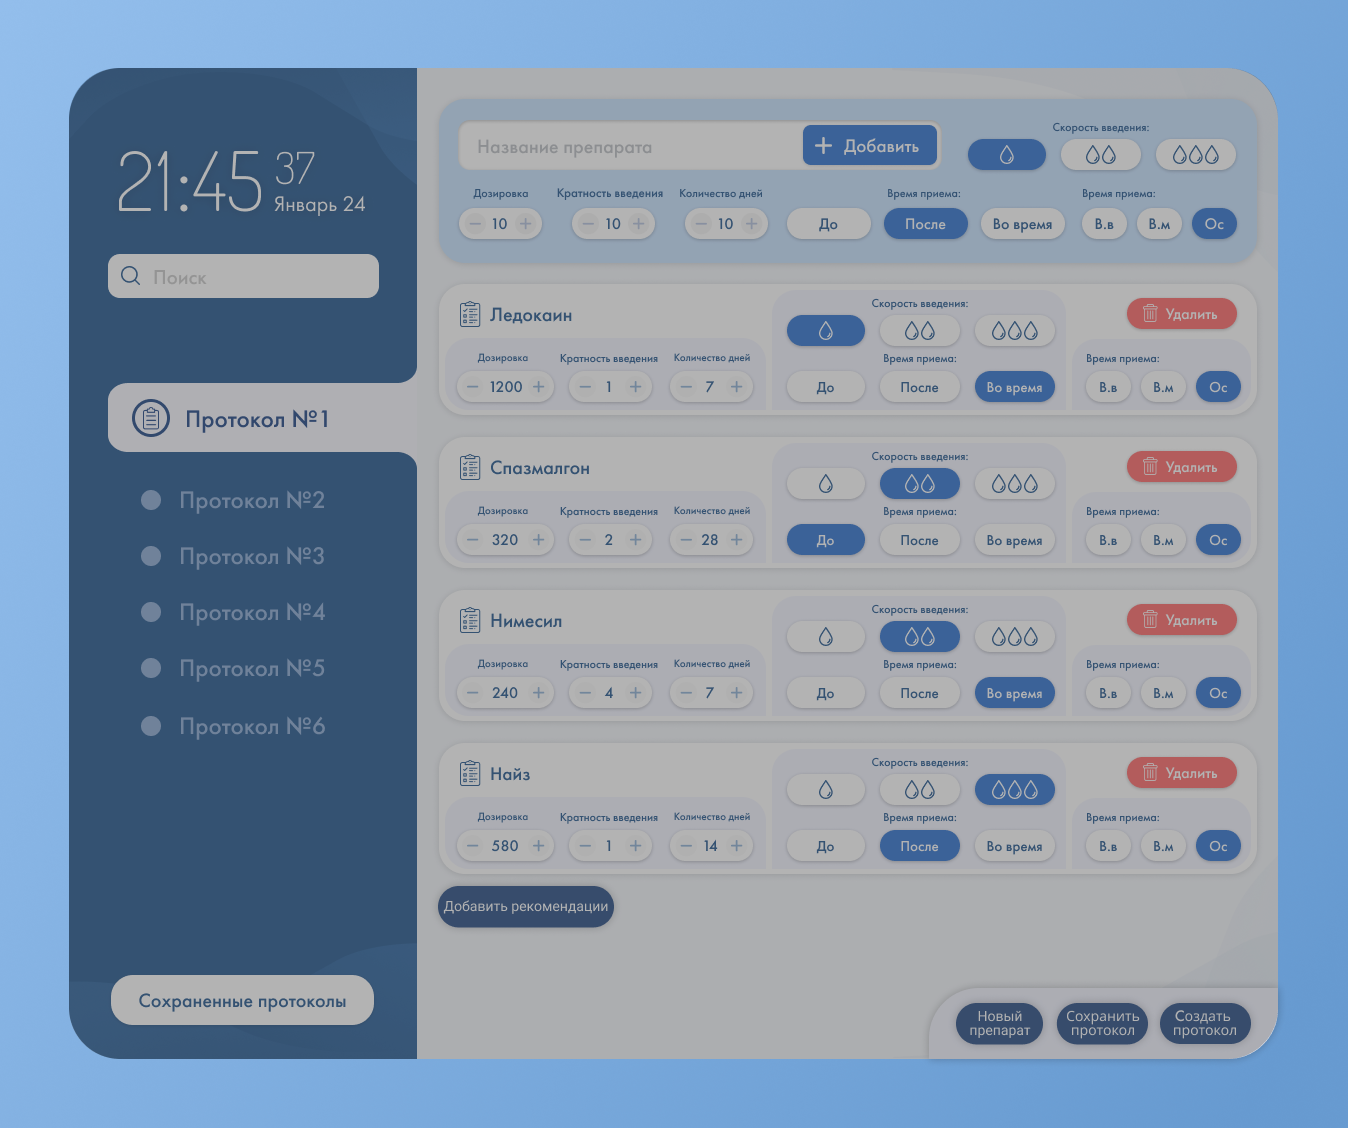 21:45 37
Январь 24
Поиск
Протокол №1
Протокол №2
Протокол №3
Протокол №4
Протокол №5
Протокол №6
Сохраненные протоколы
Название препарата
Добавить
Скорость введения:
Дозировка Кратность введения Количество дней Время приема: Время приема:
− 10 + − 10 + − 10 + До После Во время В.в В.м Ос
Ледокаин
Скорость введения:
Удалить
Дозировка Кратность введения Количество дней Время приема: Время приема:
− 1200 + − 1 + − 7 + До После Во время В.в В.м Ос
Спазмалгон
Скорость введения:
Удалить
Дозировка Кратность введения Количество дней Время приема: Время приема:
− 320 + − 2 + − 28 + До После Во время В.в В.м Ос
Нимесил
Скорость введения:
Удалить
Дозировка Кратность введения Количество дней Время приема: Время приема:
− 240 + − 4 + − 7 + До После Во время В.в В.м Ос
Найз
Скорость введения:
Удалить
Дозировка Кратность введения Количество дней Время приема: Время приема:
− 580 + − 1 + − 14 + До После Во время В.в В.м Ос
Добавить рекомендации
Новый
препарат
Сохранить
протокол
Создать
протокол